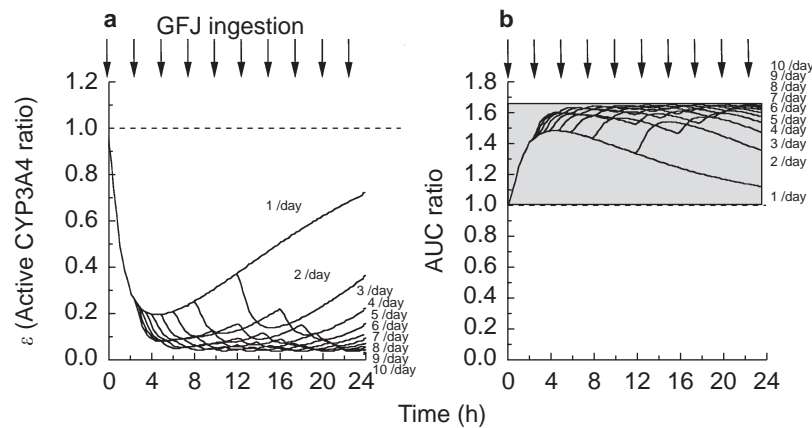 a
GFJ ingestion
b
1.2
1.0
0.8
0.6
0.4
0.2
0.0
ε (Active CYP3A4 ratio)
1 /day
2 /day
3 /day
4 /day
5 /day
6 /day
7 /day
8 /day
9 /day
10 /day
0 4 8 12 16 20 24
1.8
1.6
1.4
1.2
1.0
0.8
0.6
0.4
0.2
0.0
AUC ratio
10 /day
9 /day
8 /day
7 /day
6 /day
5 /day
4 /day
3 /day
2 /day
1 /day
0 4 8 12 16 20 24
Time (h)